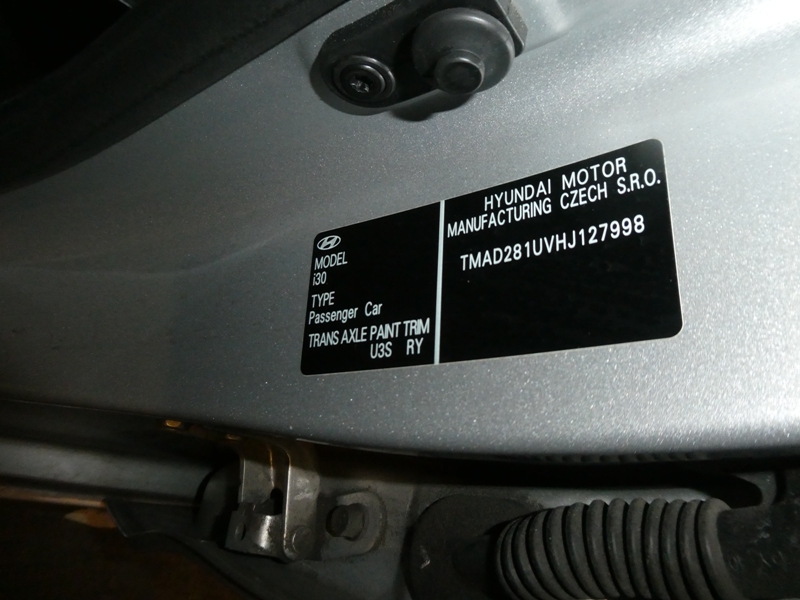 MODEL
i30
TYPE
Passenger Car
TRANS AXLE PAINT TRIM
U3S RY
HYUNDAI MOTOR
MANUFACTURING CZECH S.R.O.
TMAD281UVHJ127998